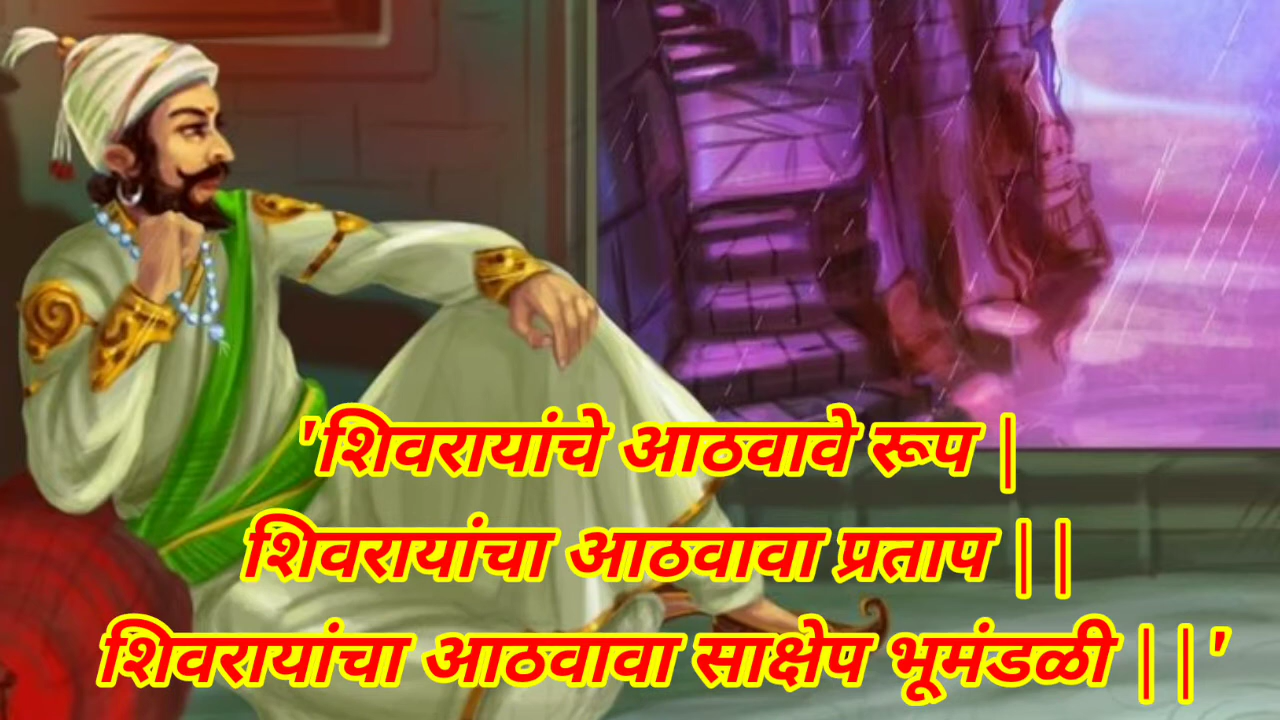 'शिवरायांचे आठवावे रूप |
शिवरायांचा आठवावा प्रताप ||
शिवरायांचा आठवावा साक्षेप भूमंडळी ||'